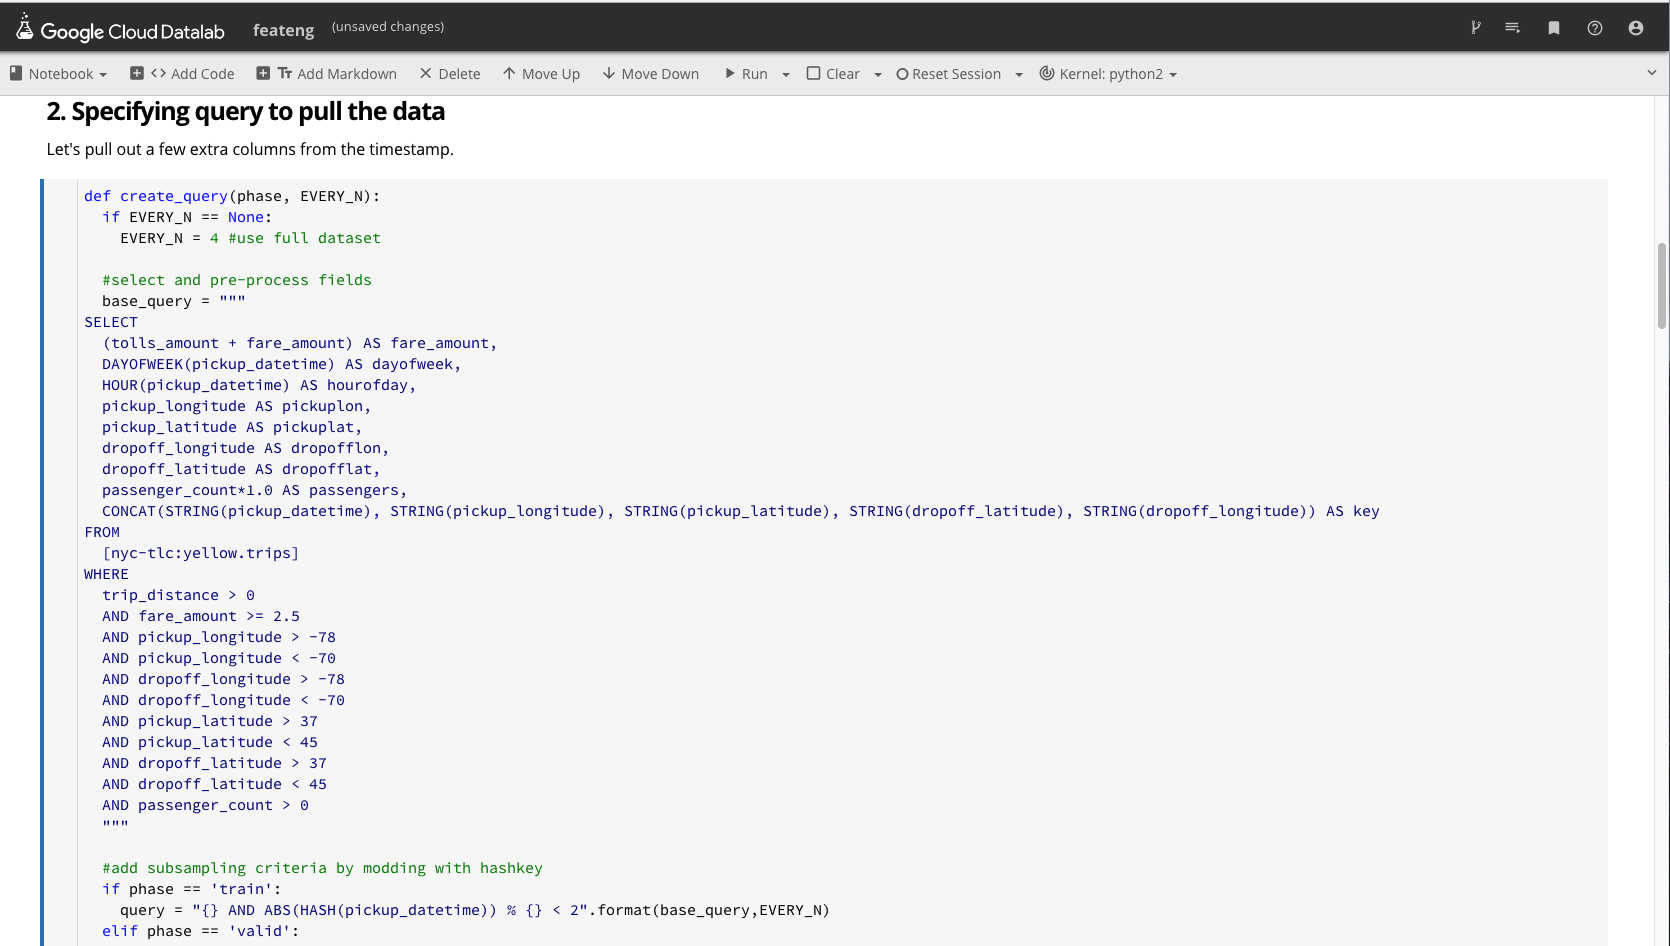 Google Cloud Datalab feateng (unsaved changes)
Notebook Add Code Add Markdown Delete Move Up Move Down Run Clear Reset Session Kernel: python2
2. Specifying query to pull the data
Let's pull out a few extra columns from the timestamp.
def create_query(phase, EVERY_N):
  if EVERY_N == None:
    EVERY_N = 4 #use full dataset

  #select and pre-process fields
  base_query = """
SELECT
  (tolls_amount + fare_amount) AS fare_amount,
  DAYOFWEEK(pickup_datetime) AS dayofweek,
  HOUR(pickup_datetime) AS hourofday,
  pickup_longitude AS pickuplon,
  pickup_latitude AS pickuplat,
  dropoff_longitude AS dropofflon,
  dropoff_latitude AS dropofflat,
  passenger_count*1.0 AS passengers,
  CONCAT(STRING(pickup_datetime), STRING(pickup_longitude), STRING(pickup_latitude), STRING(dropoff_latitude), STRING(dropoff_longitude)) AS key
FROM
  [nyc-tlc:yellow.trips]
WHERE
  trip_distance > 0
  AND fare_amount >= 2.5
  AND pickup_longitude > -78
  AND pickup_longitude < -70
  AND dropoff_longitude > -78
  AND dropoff_longitude < -70
  AND pickup_latitude > 37
  AND pickup_latitude < 45
  AND dropoff_latitude > 37
  AND dropoff_latitude < 45
  AND passenger_count > 0
  """

  #add subsampling criteria by modding with hashkey
  if phase == 'train':
    query = "{} AND ABS(HASH(pickup_datetime)) % {} < 2".format(base_query,EVERY_N)
  elif phase == 'valid':